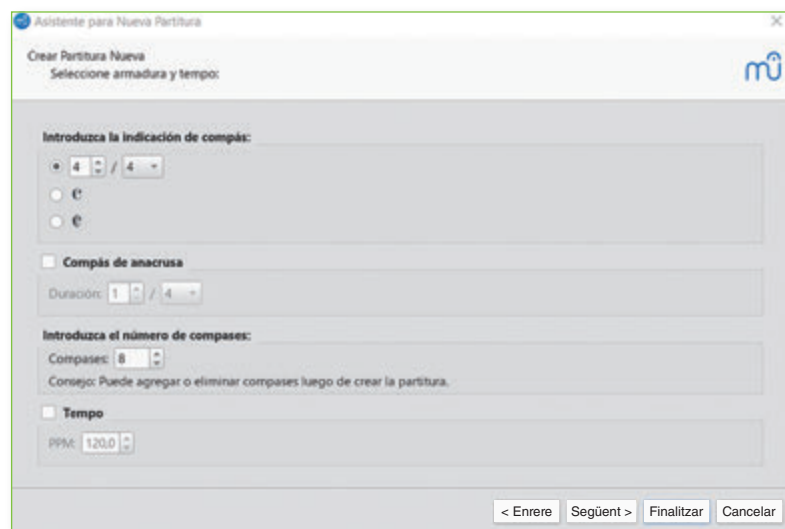 Asistente para Nueva Partitura
Crear Partitura Nueva
Seleccione armadura y tempo:
Introduzca la indicación de compás:
4 / 4
Compás de anacrusa
Duración: 1 / 4
Introduzca el número de compases:
Compases: 8
Consejo: Puede agregar o eliminar compases luego de crear la partitura.
Tempo
PPM: 120,0
< Enrere Següent > Finalitzar Cancelar